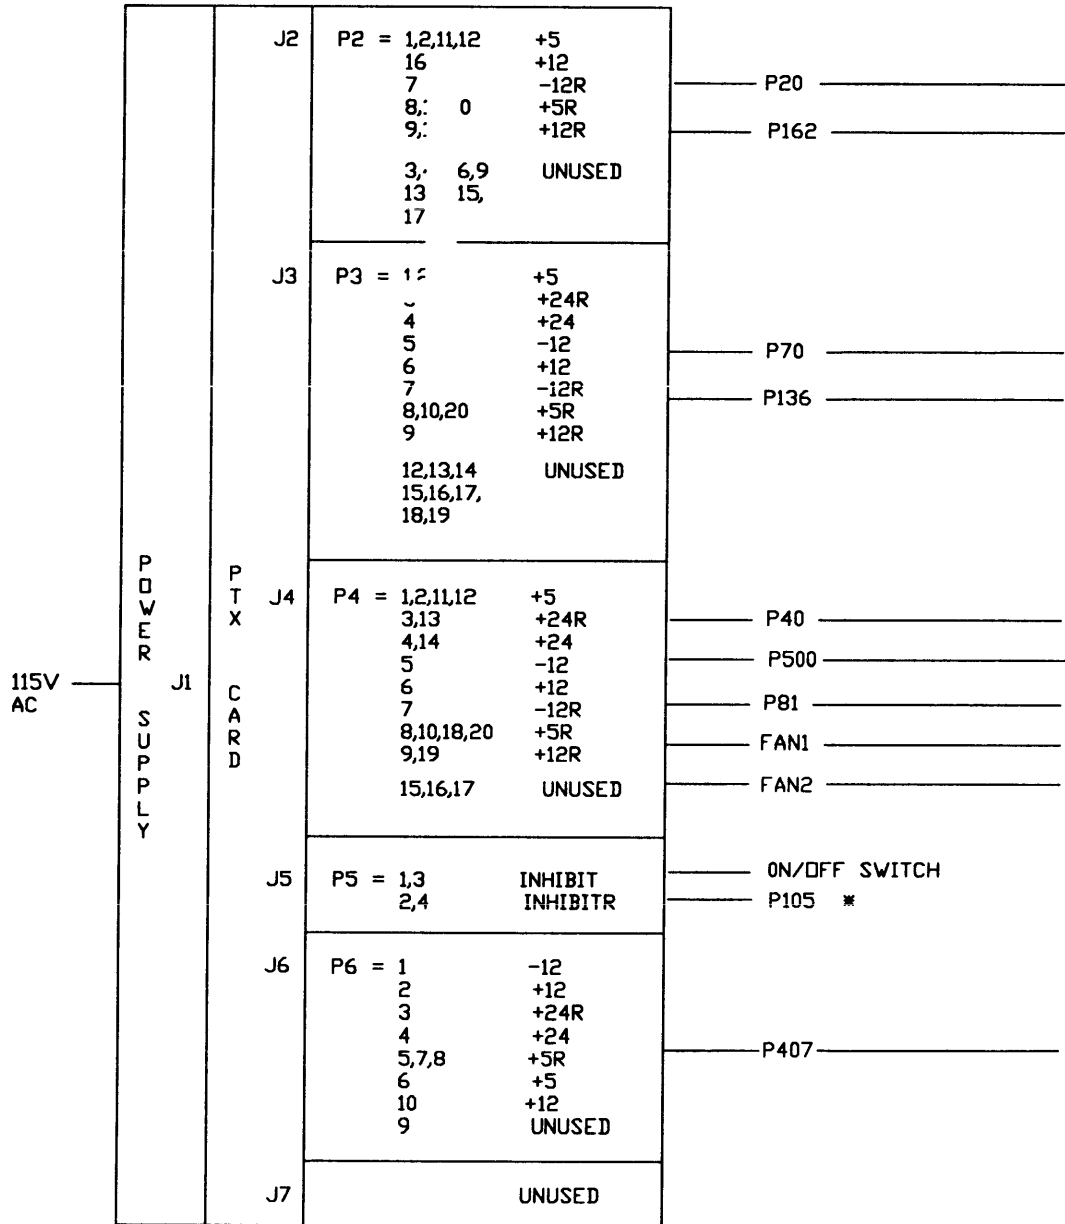 J2 P2 = 1,2,11,12 +5
16 +12
7 -12R P20
8, 0 +5R
9, +12R P162
3, 6,9 UNUSED
13 15,
17
J3 P3 = +5
+24R
4 +24
5 -12 P70
6 +12
7 -12R P136
8,10,20 +5R
9 +12R
12,13,14 UNUSED
15,16,17,
18,19
POWER SUPPLY
PTX CARD
J4 P4 = 1,2,11,12 +5
3,13 +24R P40
4,14 +24
5 -12 P500
6 +12
115V AC J1
7 -12R P81
8,10,18,20 +5R FAN1
9,19 +12R
15,16,17 UNUSED FAN2
J5 P5 = 1,3 INHIBIT ON/OFF SWITCH
2,4 INHIBITR P105 *
J6 P6 = 1 -12
2 +12
3 +24R
4 +24
5,7,8 +5R P407
6 +5
10 +12
9 UNUSED
J7 UNUSED